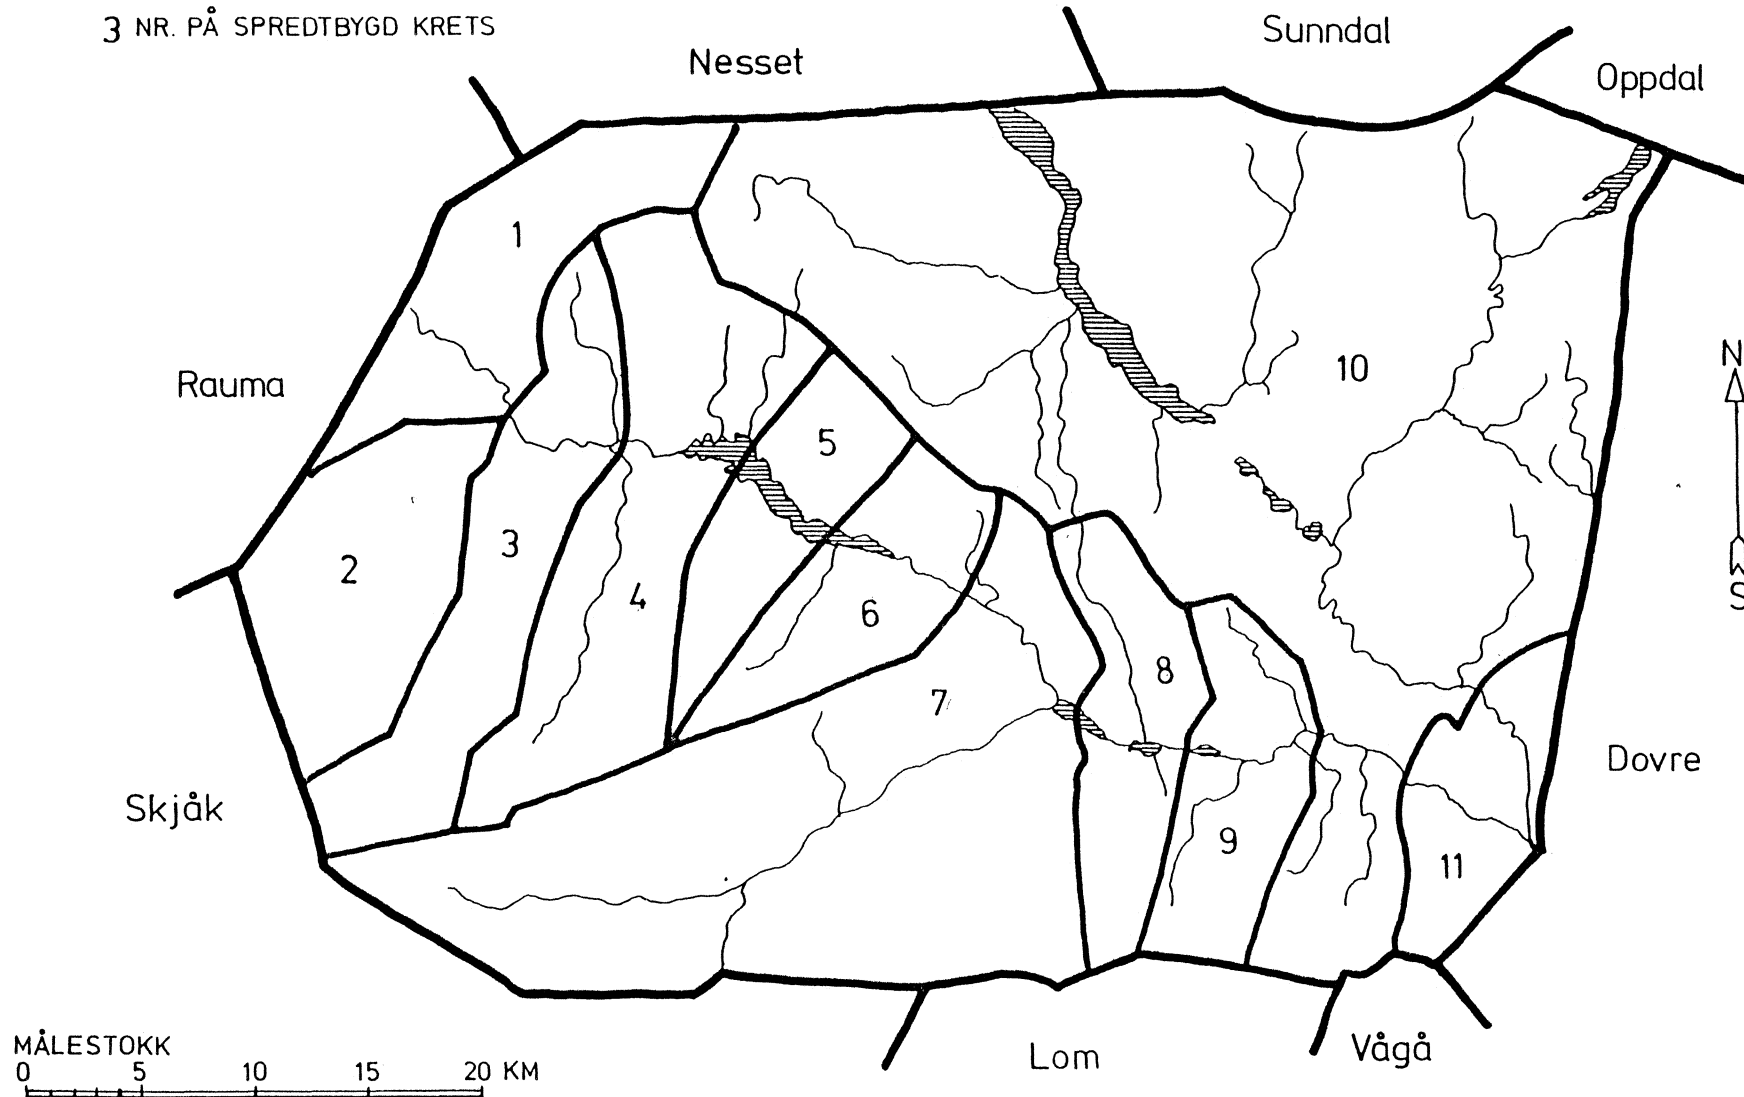 3 NR. PÅ SPREDTBYGD KRETS
Nesset
Sunndal
Oppdal
1
Rauma
10
N
5
2
3
4
6
S
8
7
Skjåk
Dovre
9
11
MÅLESTOKK
0 5 10 15 20 KM
Lom
Vågå